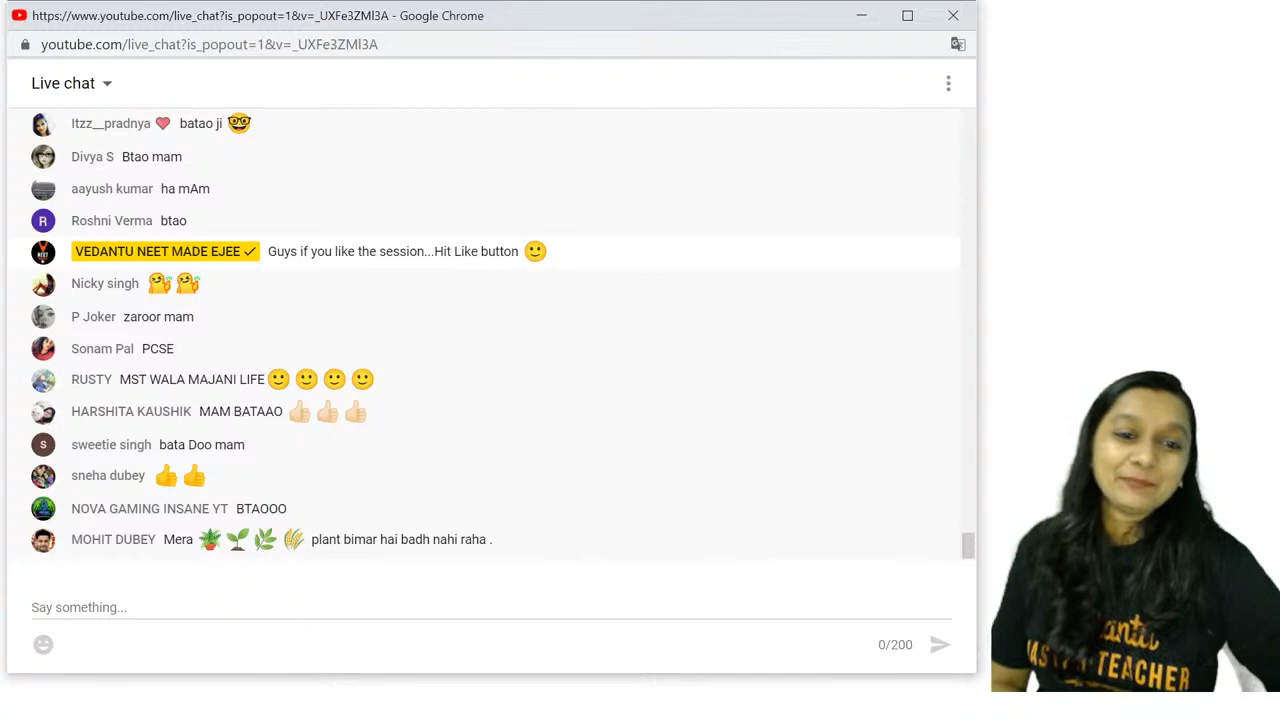 https://www.youtube.com/live_chat?is_popout=1&v=_UXFe3ZMl3A - Google Chrome
youtube.com/live_chat?is_popout=1&v=_UXFe3ZMl3A
Live chat
Itzz__pradnya ❤ batao ji 🤓
Divya S Btao mam
aayush kumar ha mAm
R Roshni Verma btao
VEDANTU NEET MADE EJEE ✓ Guys if you like the session...Hit Like button 🙂
Nicky singh
P Joker zaroor mam
Sonam Pal PCSE
RUSTY MST WALA MAJANI LIFE 🙂 🙂 🙂 🙂
HARSHITA KAUSHIK MAM BATAAO 👍🏻 👍🏻 👍🏻
S sweetie singh bata Doo mam
sneha dubey 👍 👍
NOVA GAMING INSANE YT BTAOOO
MOHIT DUBEY Mera 🪴 🌱 🌿 🌾 plant bimar hai badh nahi raha .
Say something...
0/200
TEACHER